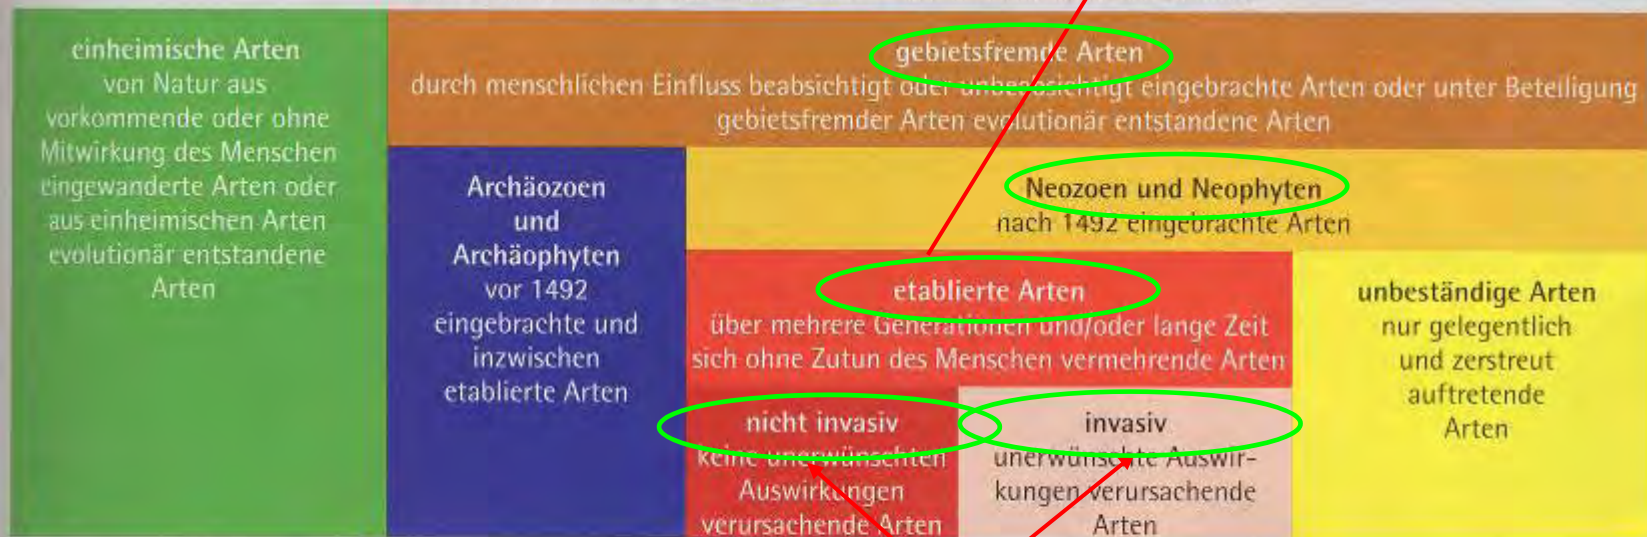 einheimische Arten
von Natur aus
vorkommende oder ohne
Mitwirkung des Menschen
eingewanderte Arten oder
aus einheimischen Arten
evolutionär entstandene
Arten
gebietsfremde Arten
durch menschlichen Einfluss beabsichtigt oder unbeabsichtigt eingebrachte Arten oder unter Beteiligung
gebietsfremder Arten evolutionär entstandene Arten
Archäozoen
und
Archäophyten
vor 1492
eingebrachte und
inzwischen
etablierte Arten
Neozoen und Neophyten
nach 1492 eingebrachte Arten
etablierte Arten
über mehrere Generationen und/oder lange Zeit
sich ohne Zutun des Menschen vermehrende Arten
nicht invasiv
keine unerwünschten
Auswirkungen
verursachende Arten
invasiv
unerwünschte Auswir-
kungen verursachende
Arten
unbeständige Arten
nur gelegentlich
und zerstreut
auftretende
Arten